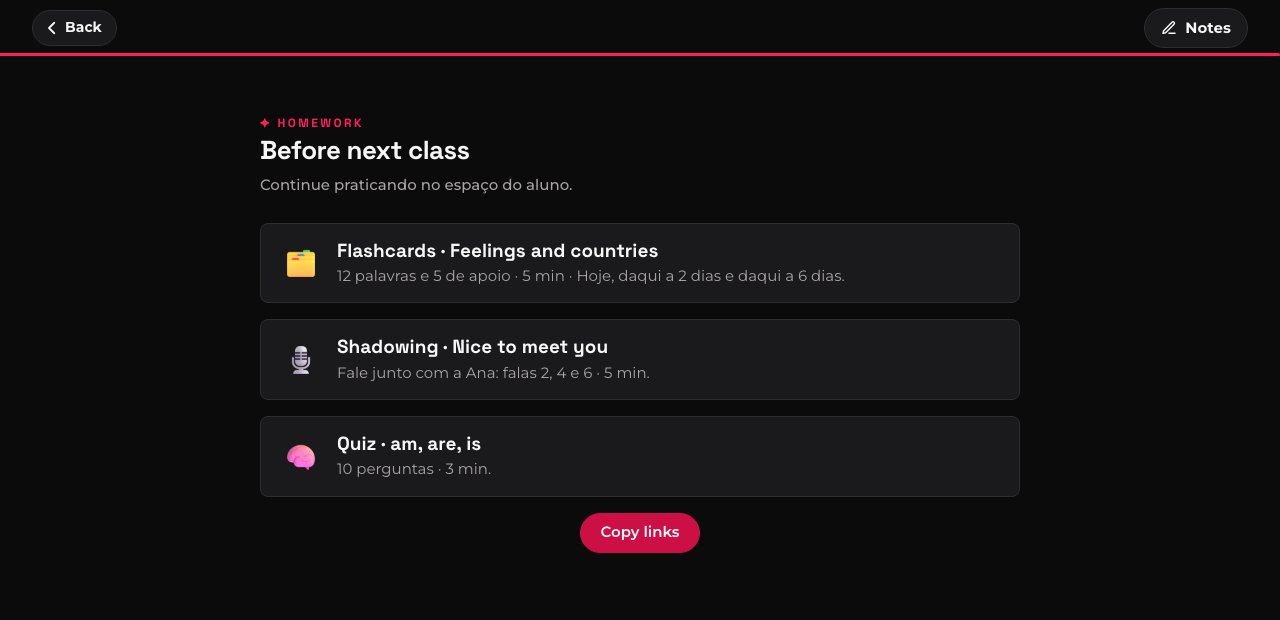 Back
Notes
HOMEWORK
Before next class
Continue praticando no espaço do aluno.
Flashcards · Feelings and countries
12 palavras e 5 de apoio · 5 min · Hoje, daqui a 2 dias e daqui a 6 dias.
Shadowing · Nice to meet you
Fale junto com a Ana: falas 2, 4 e 6 · 5 min.
Quiz · am, are, is
10 perguntas · 3 min.
Copy links